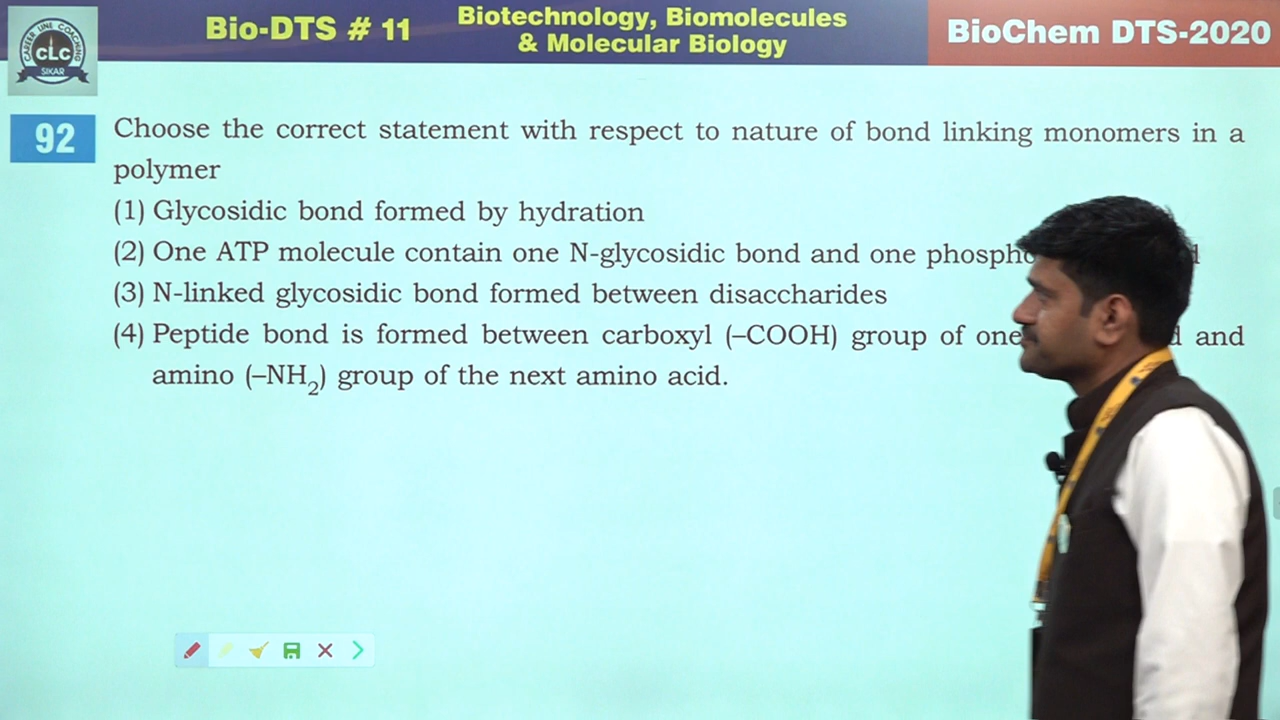 Bio-DTS # 11
Biotechnology, Biomolecules
& Molecular Biology
BioChem DTS-2020
CAREER LINE COACHING
CLC
SIKAR
92
Choose the correct statement with respect to nature of bond linking monomers in a
polymer
(1) Glycosidic bond formed by hydration
(2) One ATP molecule contain one N-glycosidic bond and one
(3) N-linked glycosidic bond formed between disaccharides
(4) Peptide bond is formed between carboxyl (–COOH) group of one and
amino (–NH₂) group of the next amino acid.